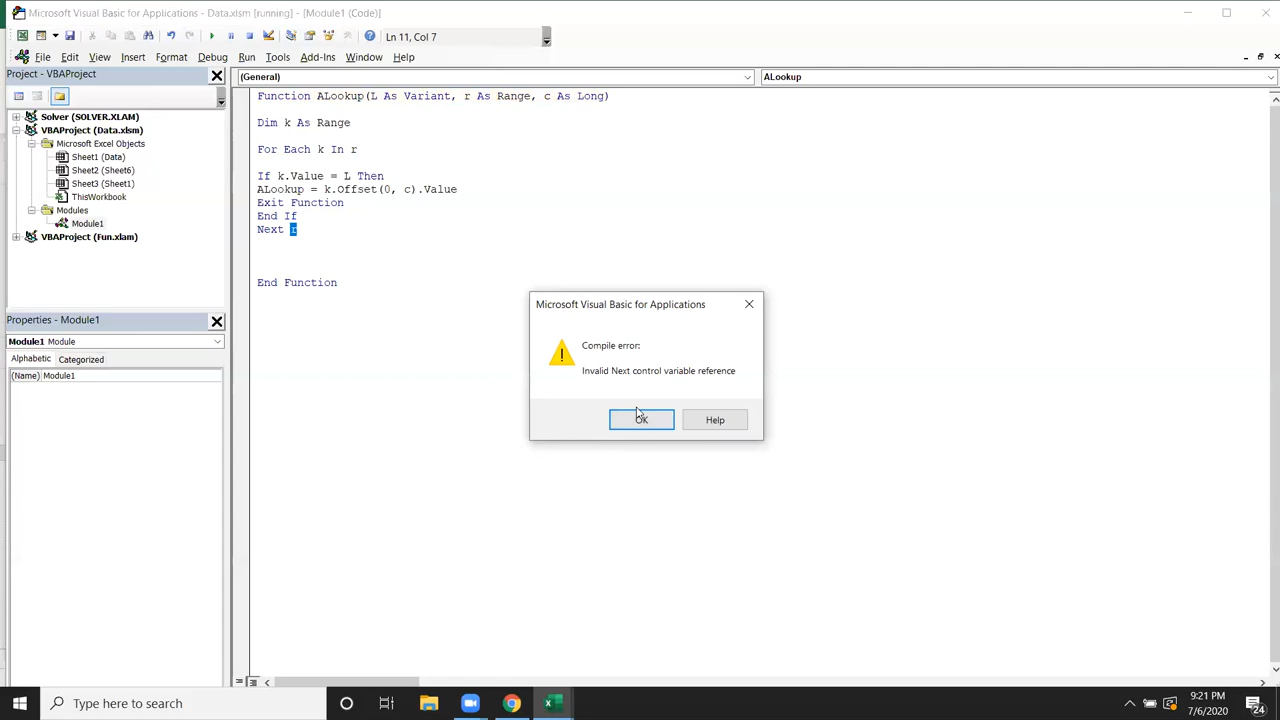 Microsoft Visual Basic for Applications - Data.xlsm [running] - [Module1 (Code)]
Ln 11, Col 7
File Edit View Insert Format Debug Run Tools Add-Ins Window Help
Project - VBAProject
(General)
ALookup
Solver (SOLVER.XLAM)
VBAProject (Data.xlsm)
Microsoft Excel Objects
Sheet1 (Data)
Sheet2 (Sheet6)
Sheet3 (Sheet1)
ThisWorkbook
Modules
Module1
VBAProject (Fun.xlam)
Function ALookup(L As Variant, r As Range, c As Long)
Dim k As Range
For Each k In r
If k.Value = L Then
ALookup = k.Offset(0, c).Value
Exit Function
End If
Next r
End Function
Properties - Module1
Module1 Module
Alphabetic Categorized
(Name) Module1
Microsoft Visual Basic for Applications
Compile error:
Invalid Next control variable reference
OK
Help
Type here to search
9:21 PM
7/6/2020
24